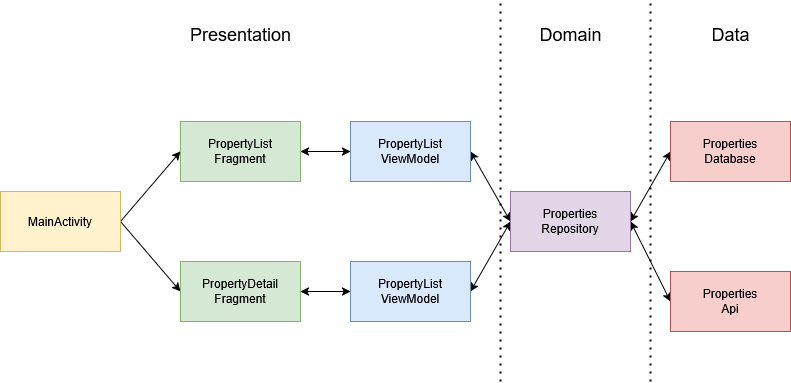 Presentation
Domain
Data
PropertyList
Fragment
PropertyList
ViewModel
Properties
Database
MainActivity
Properties
Repository
PropertyDetail
Fragment
PropertyList
ViewModel
Properties
Api